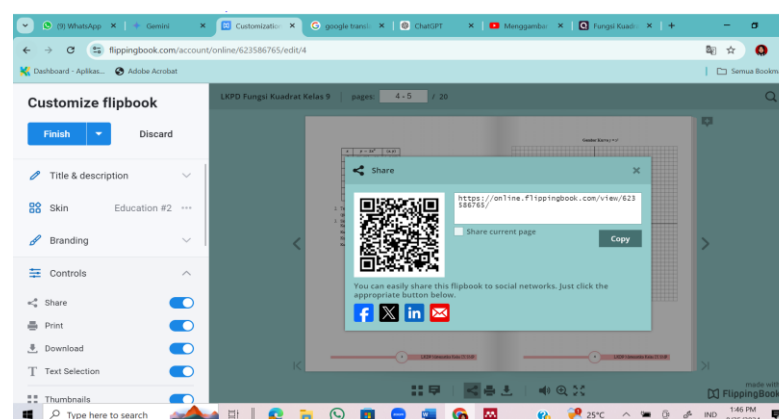 (9) WhatsApp
Gemini
Customization
google transla
ChatGPT
Menggambar
Fungsi Kuadr
flippingbook.com/account/online/623586765/edit/4
Dashboard - Aplikas...
Adobe Acrobat
Semua Bookm
Customize flipbook
Finish
Discard
Title & description
Skin
Education #2
Branding
Controls
Share
Print
Download
Text Selection
Thumbnails
LKPD Fungsi Kuadrat Kelas 9
pages:
4 - 5
/ 20
Share
https://online.flippingbook.com/view/623
586765/
Share current page
Copy
You can easily share this flipbook to social networks. Just click the
appropriate button below.
made with
FlippingBook
Type here to search
25°C
IND
1:46 PM